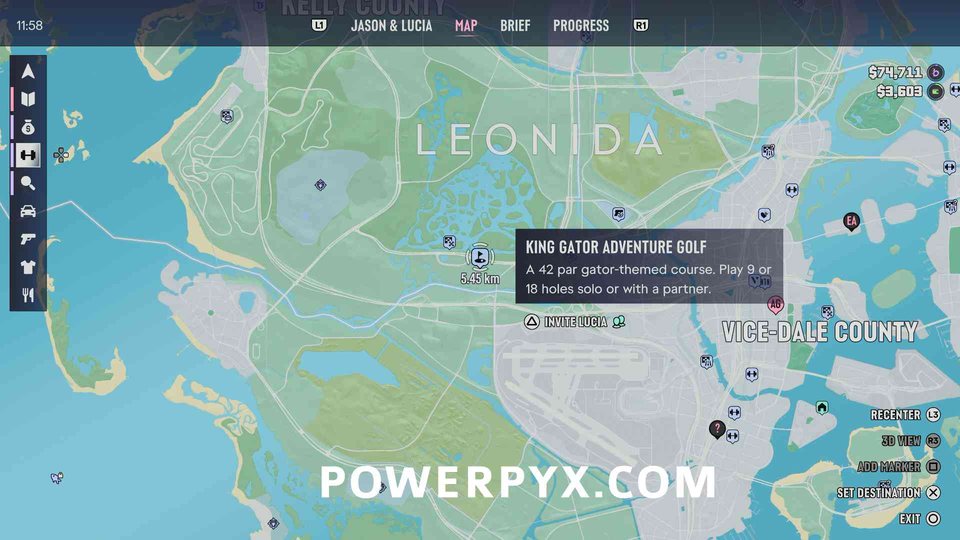 KELLY COUNTY
11:58
L1 JASON & LUCIA MAP BRIEF PROGRESS R1
$74,711
$3,603
LEONIDA
EA
KING GATOR ADVENTURE GOLF
A 42 par gator-themed course. Play 9 or
18 holes solo or with a partner.
5.45 km
AG
INVITE LUCIA
VICE-DALE COUNTY
RECENTER L3
?
3D VIEW R3
ADD MARKER
POWERPYX.COM
SET DESTINATION
EXIT